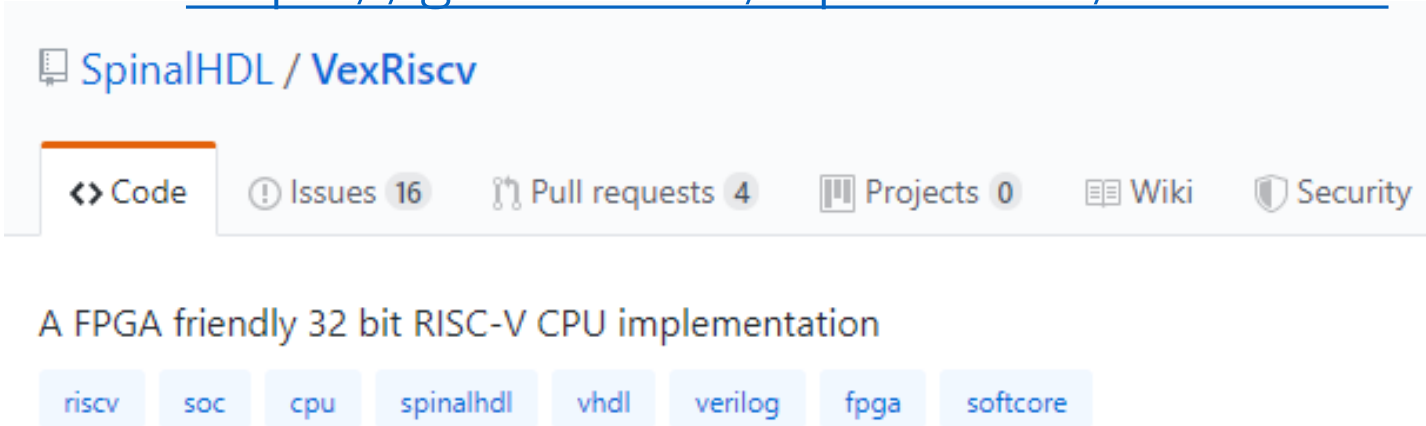 SpinalHDL / VexRiscv
Code Issues 16 Pull requests 4 Projects 0 Wiki Security
A FPGA friendly 32 bit RISC-V CPU implementation
riscv soc cpu spinalhdl vhdl verilog fpga softcore